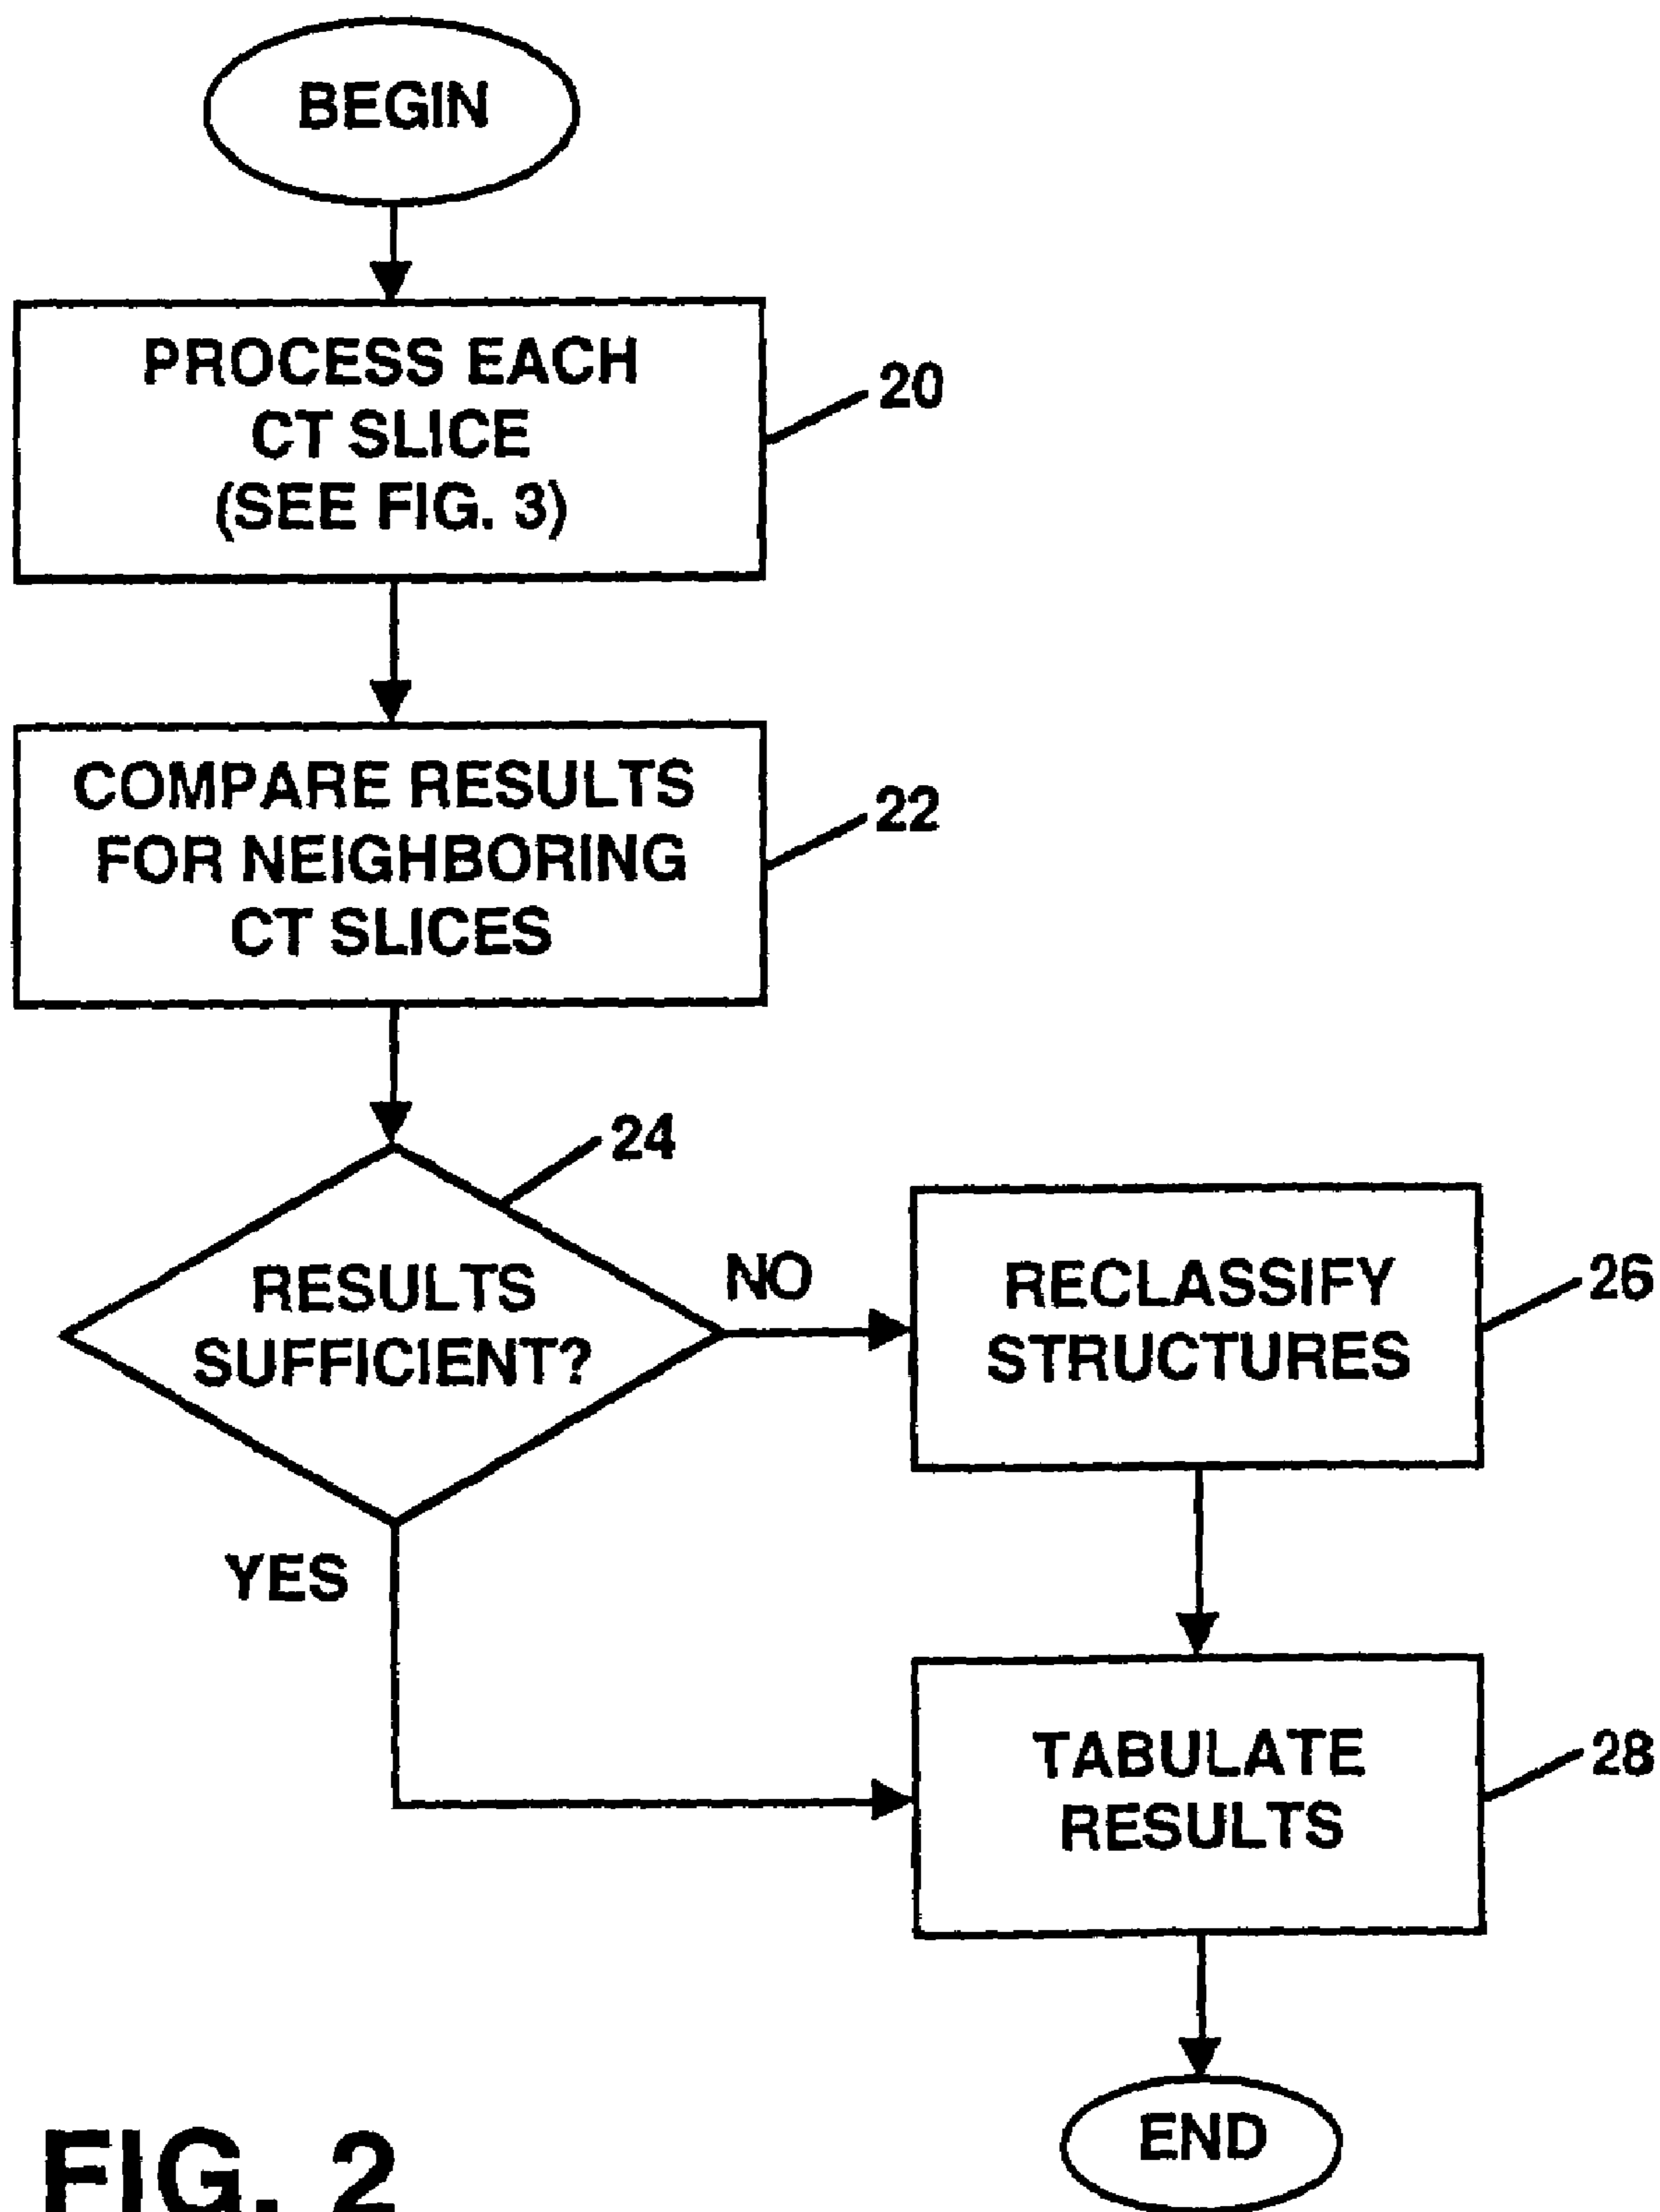 BEGIN
PROCESS EACH
CT SLICE
(SEE FIG. 3)
20
COMPARE RESULTS
FOR NEIGHBORING
CT SLICES
22
24
RESULTS
SUFFICIENT?
NO
YES
RECLASSIFY
STRUCTURES
26
TABULATE
RESULTS
28
END
FIG. 2